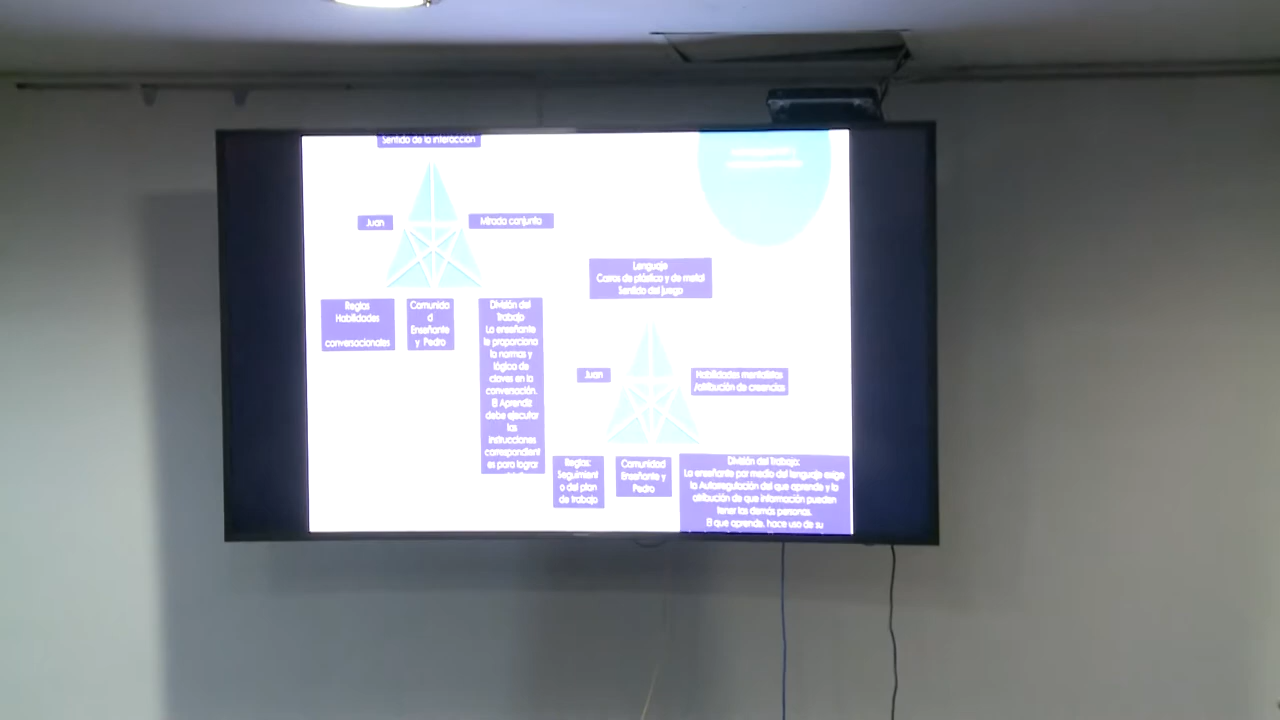 Sentido de la interacción
Juan
Mirada conjunta
Reglas
Habilidades
conversacionales
Comunida
d
Enseñante
y Pedro
División del
Trabajo
La enseñante
le proporciona
la normas y
lógica de
claves en la
conversación.
El Aprendiz
debe ejecutar
las
instrucciones
correspondient
es para lograr
Lenguaje
Carros de plástico y de metal
Sentido del juego
Juan
Habilidades mentalistas
/atribución de creencias
Reglas:
Seguimient
o del plan
de trabajo
Comunidad
Enseñante y
Pedro
División del Trabajo:
La enseñante por medio del lenguaje exige
la Autorregulación del que aprende y la
atribución de que información pueden
tener las demás personas.
El que aprende, hace uso de su